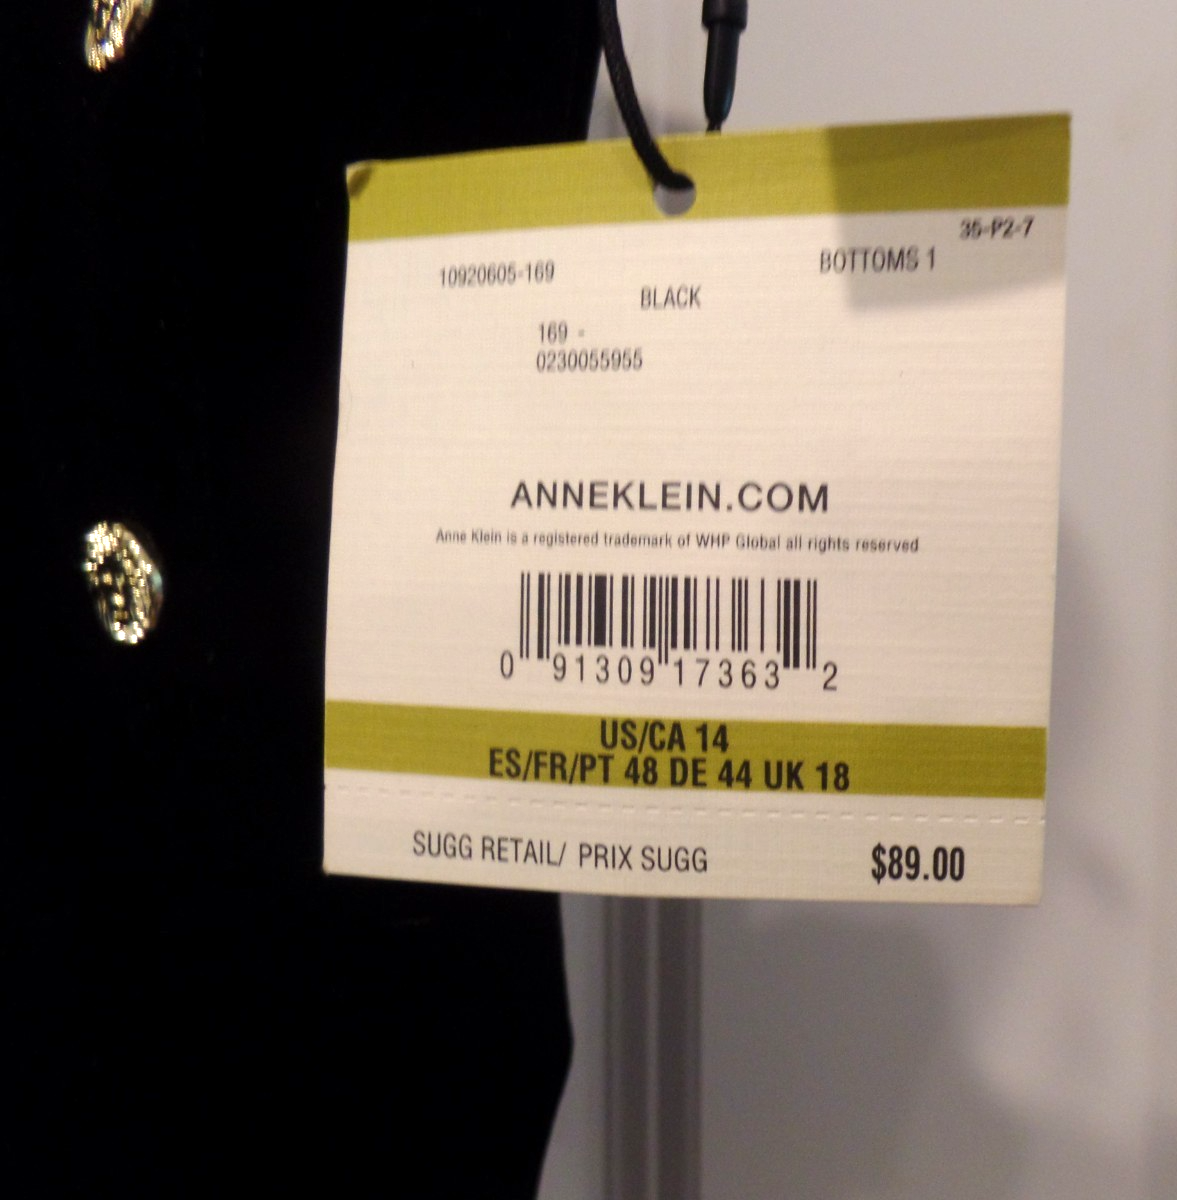 35-P2-7
10920605-169 BOTTOMS 1
BLACK
169 -
0230055955
ANNEKLEIN.COM
Anne Klein is a registered trademark of WHP Global all rights reserved
0 91309 17363 2
US/CA 14
ES/FR/PT 48 DE 44 UK 18
SUGG RETAIL/ PRIX SUGG $89.00